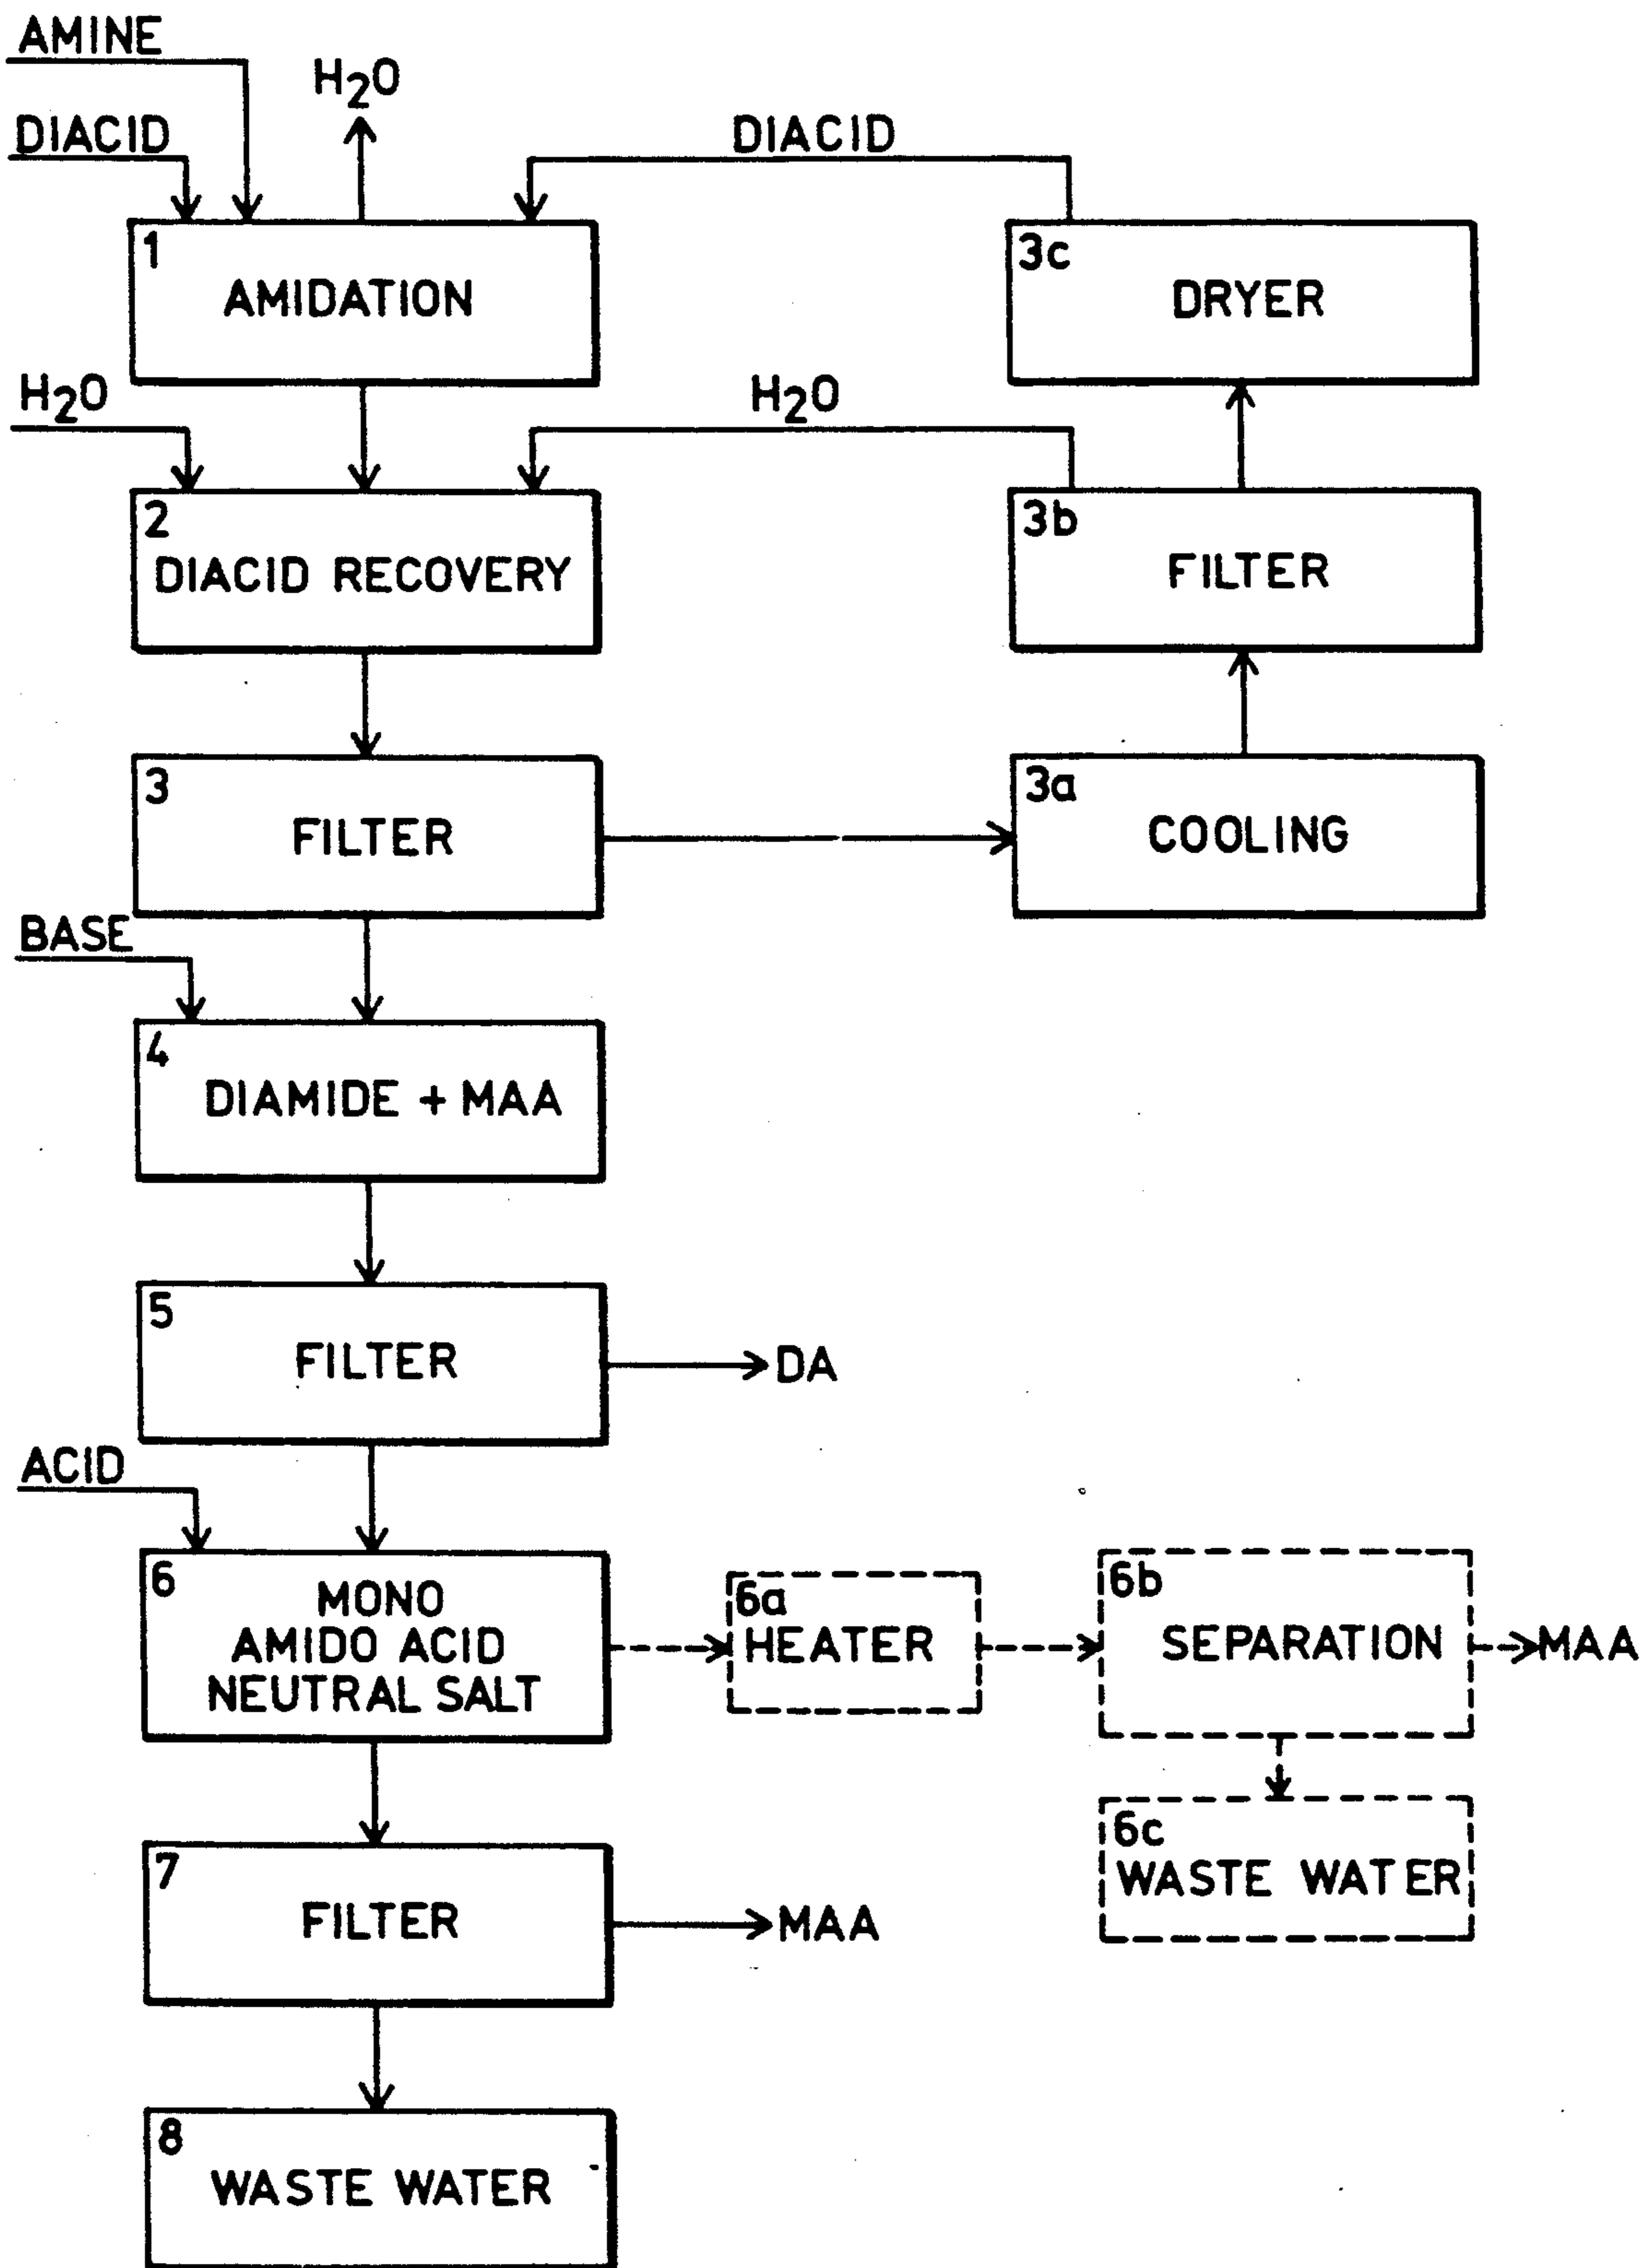 AMINE
H2O
DIACID
DIACID
1
AMIDATION
3c
DRYER
H2O
H2O
2
DIACID RECOVERY
3b
FILTER
3
FILTER
3a
COOLING
BASE
4
DIAMIDE + MAA
5
FILTER
DA
ACID
6
MONO
AMIDO ACID
NEUTRAL SALT
6a
HEATER
6b
SEPARATION
MAA
6c
WASTE WATER
7
FILTER
MAA
8
WASTE WATER